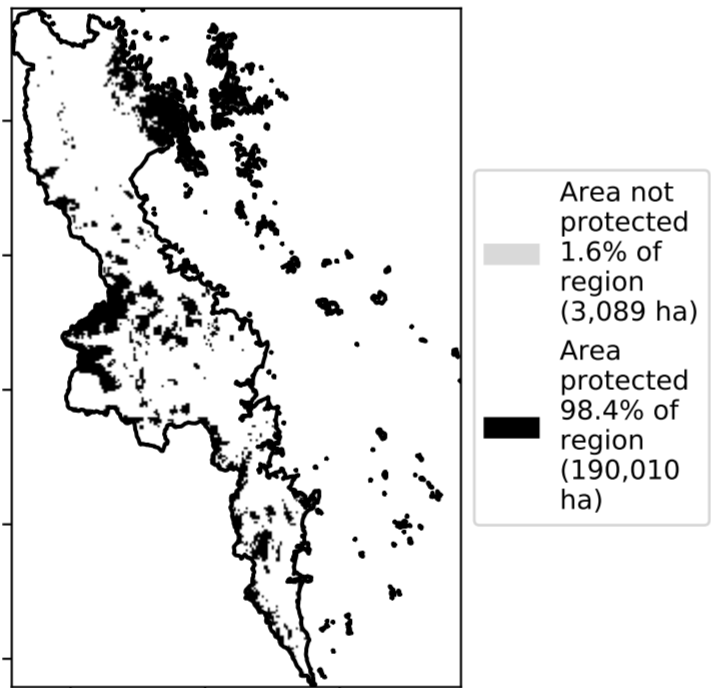 Area not
protected
1.6% of
region
(3,089 ha)
Area
protected
98.4% of
region
(190,010
ha)